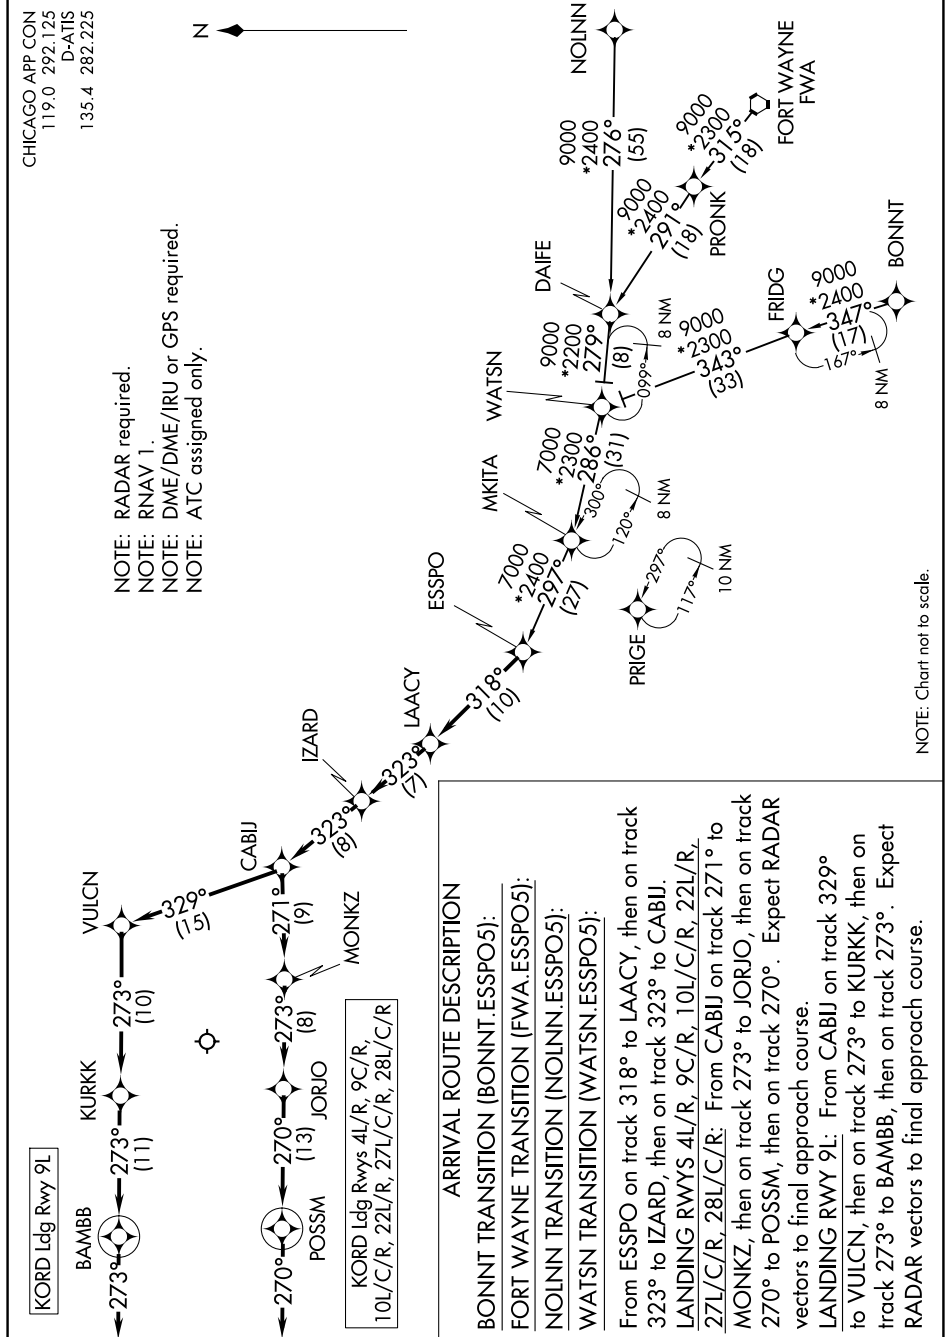 CHICAGO APP CON
119.0 292.125
D-ATIS
135.4 282.225
N
NOTE: RADAR required.
NOTE: RNAV 1.
NOTE: DME/DME/IRU or GPS required.
NOTE: ATC assigned only.
KORD Ldg Rwy 9L
BAMBB
273°
273°
(11)
KURKK
273°
(10)
VULCN
329°
(15)
CABIJ
POSSM
270°
270°
(13)
JORJO
273°
(8)
MONKZ
271°
(9)
KORD Ldg Rwys 4L/R, 9C/R,
10L/C/R, 22L/R, 27L/C/R, 28L/C/R
323°
(8)
IZARD
323°
(7)
LAACY
318°
(10)
ESSPO
7000
*2400
297°
(27)
MKITA
300°
120°
8 NM
7000
*2300
286°
(31)
WATSN
099°
8 NM
9000
*2200
279°
(8)
DAIFE
9000
*2400
276°
(55)
NOLNN
9000
*2400
291°
(18)
PRONK
9000
*2300
315°
(18)
FORT WAYNE
FWA
9000
*2300
343°
(33)
FRIDG
167°
8 NM
9000
*2400
347°
(17)
BONNT
PRIGE
297°
117°
10 NM
NOTE: Chart not to scale.
ARRIVAL ROUTE DESCRIPTION
BONNT TRANSITION (BONNT.ESSPO5):
FORT WAYNE TRANSITION (FWA.ESSPO5):
NOLNN TRANSITION (NOLNN.ESSPO5):
WATSN TRANSITION (WATSN.ESSPO5):
From ESSPO on track 318° to LAACY, then on track
323° to IZARD, then on track 323° to CABIJ.
LANDING RWYS 4L/R, 9C/R, 10L/C/R, 22L/R,
27L/C/R, 28L/C/R: From CABIJ on track 271° to
MONKZ, then on track 273° to JORJO, then on track
270° to POSSM, then on track 270°. Expect RADAR
vectors to final approach course.
LANDING RWY 9L: From CABIJ on track 329°
to VULCN, then on track 273° to KURKK, then on
track 273° to BAMBB, then on track 273°. Expect
RADAR vectors to final approach course.